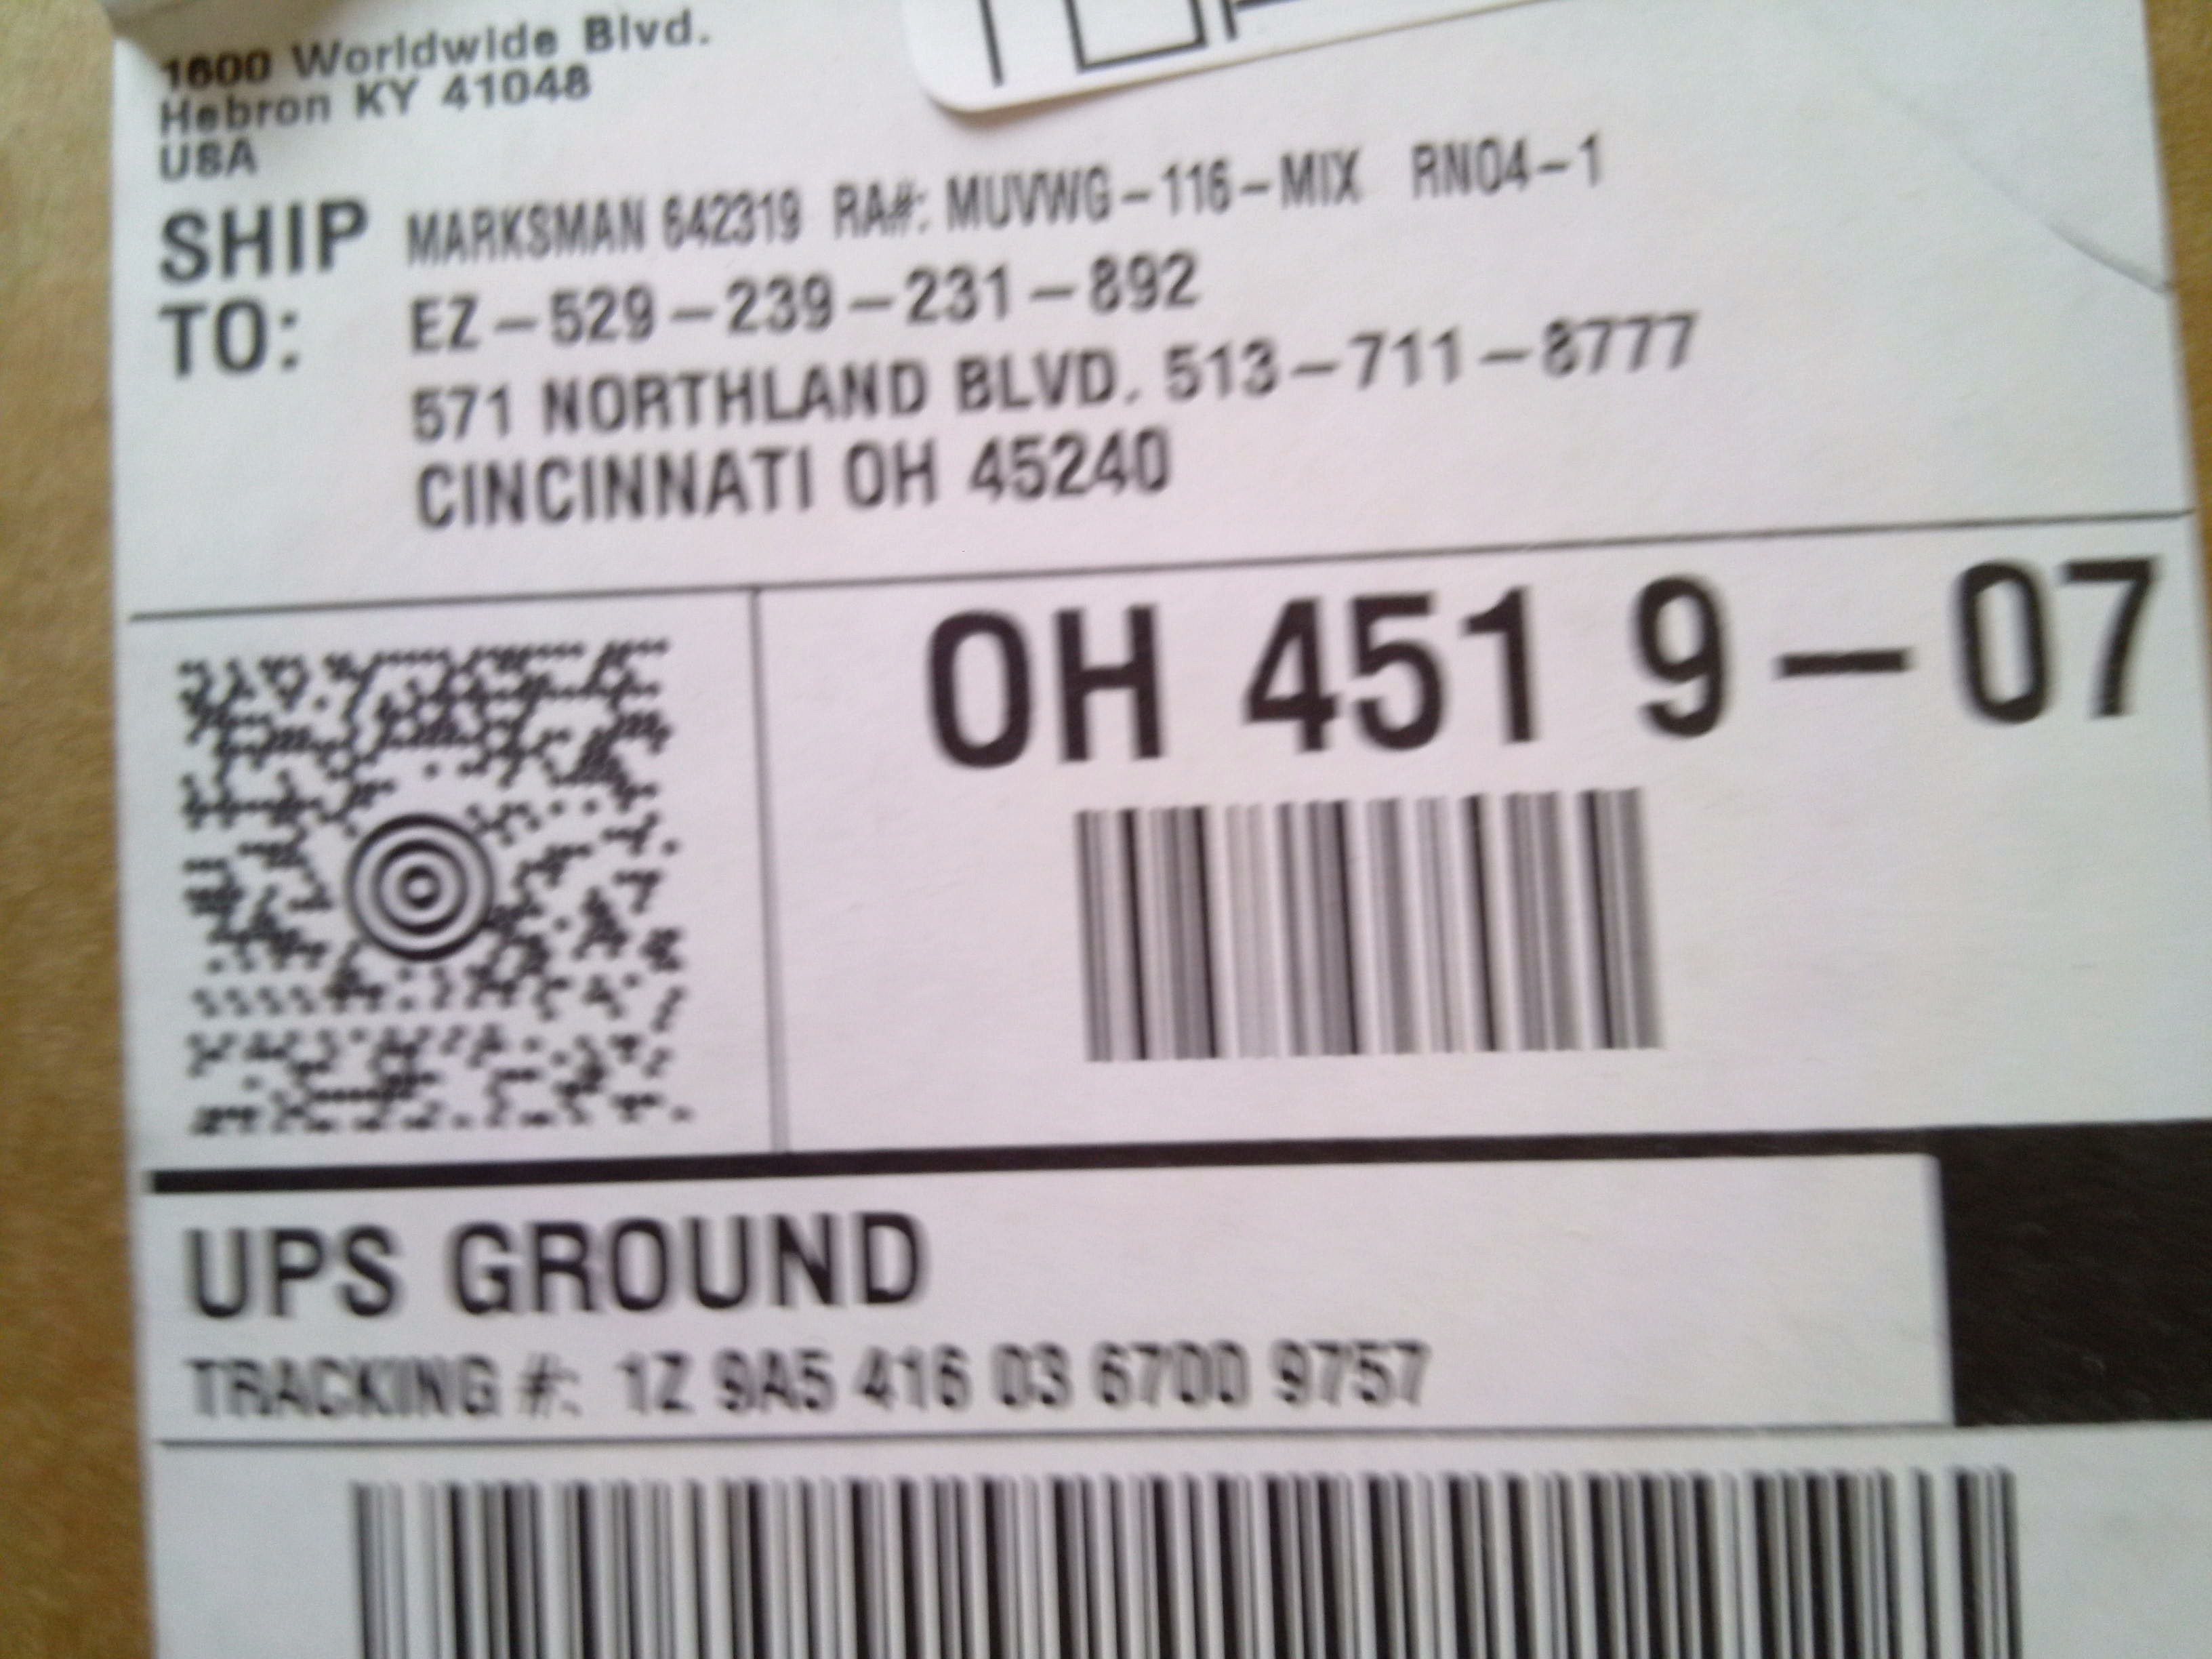 1600 Worldwide Blvd.
Hebron KY 41048
USA
SHIP TO: MARKSMAN 642319 RA#: MUVWG-116-MIX RN04-1
EZ-529-239-231-892
571 NORTHLAND BLVD. 513-711-8777
CINCINNATI OH 45240
OH 451 9-07
UPS GROUND
TRACKING #: 1Z 9A5 416 03 6700 9757